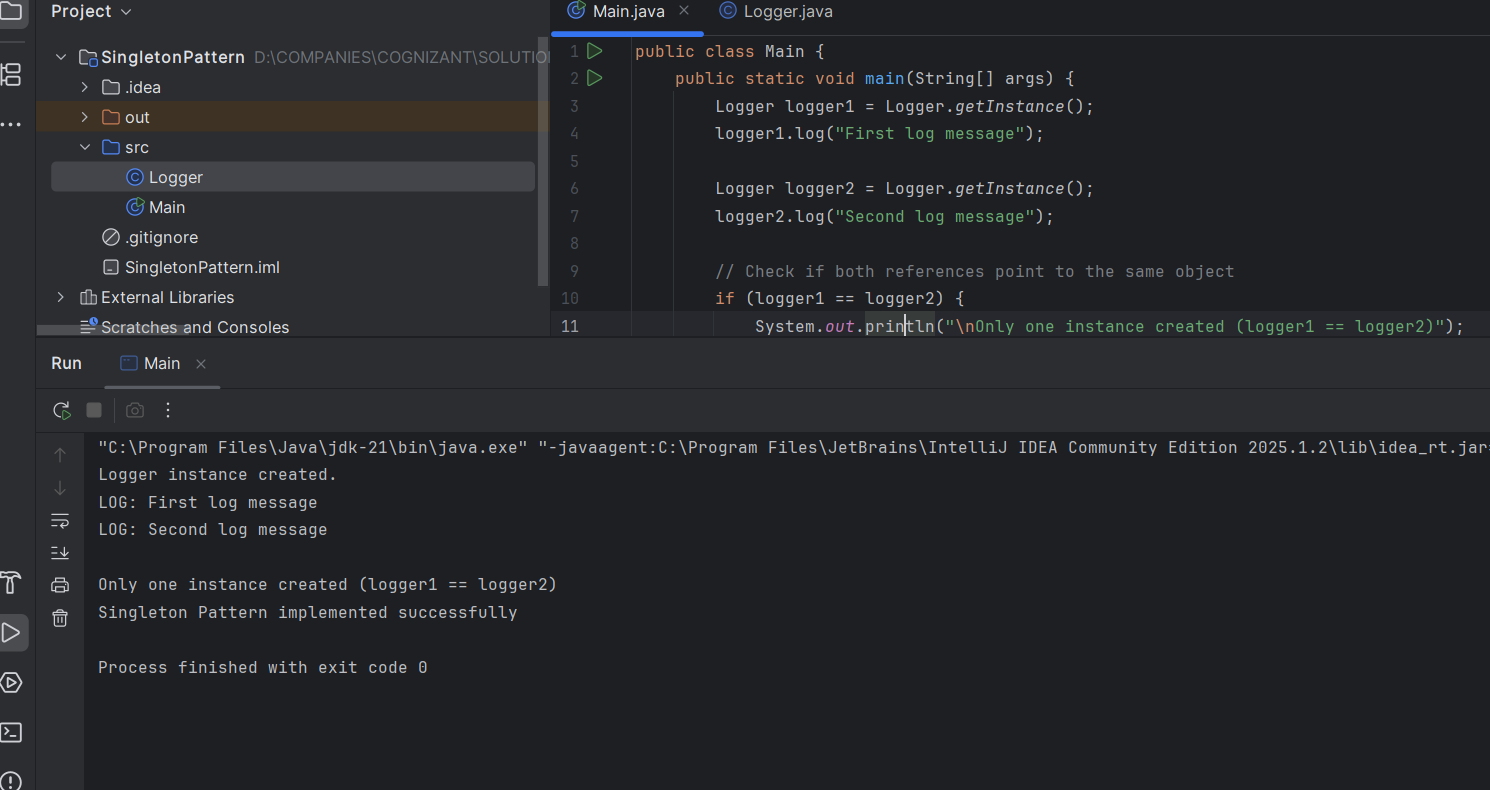 Project
SingletonPattern D:\COMPANIES\COGNIZANT\SOLUTIO
.idea
out
src
Logger
Main
.gitignore
SingletonPattern.iml
External Libraries
Scratches and Consoles
Main.java
Logger.java
1 public class Main {
2 public static void main(String[] args) {
3 Logger logger1 = Logger.getInstance();
4 logger1.log("First log message");
5
6 Logger logger2 = Logger.getInstance();
7 logger2.log("Second log message");
8
9 // Check if both references point to the same object
10 if (logger1 == logger2) {
11 System.out.println("\nOnly one instance created (logger1 == logger2)");
Run
Main
"C:\Program Files\Java\jdk-21\bin\java.exe" "-javaagent:C:\Program Files\JetBrains\IntelliJ IDEA Community Edition 2025.1.2\lib\idea_rt.jar=
Logger instance created.
LOG: First log message
LOG: Second log message
Only one instance created (logger1 == logger2)
Singleton Pattern implemented successfully
Process finished with exit code 0